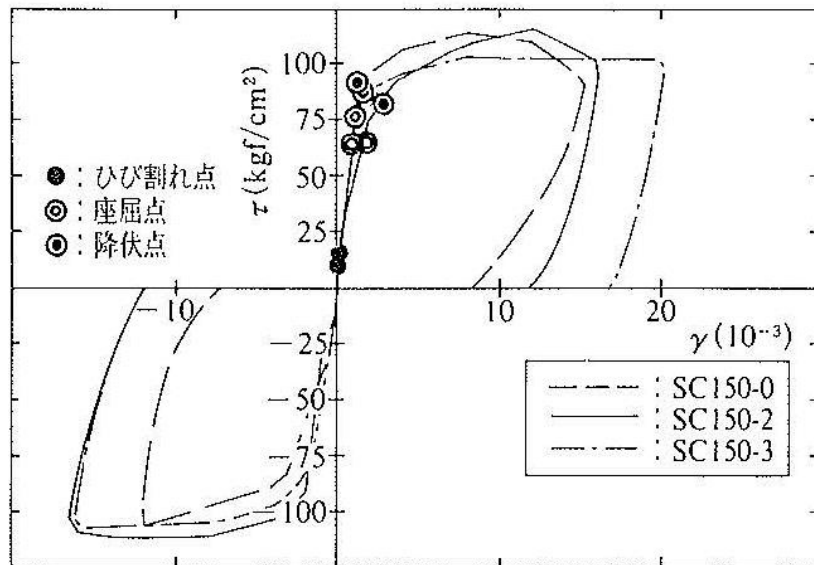 τ (kgf/cm²)
100
75
50
25
● : ひび割れ点
◎ : 座屈点
◉ : 降伏点
−10
10
20
γ (10⁻³)
−25
−50
−75
100
: SC150-0
: SC150-2
: SC150-3